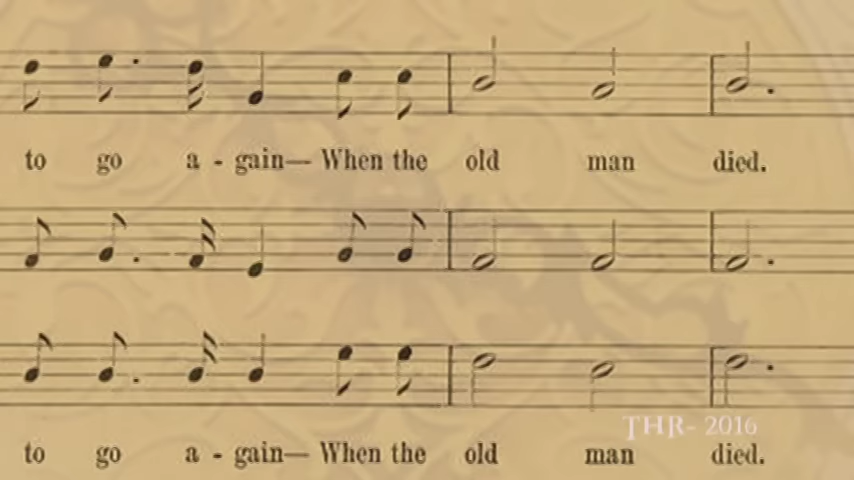 to go a - gain— When the old man died.
THR- 2016
to go a - gain— When the old man died.